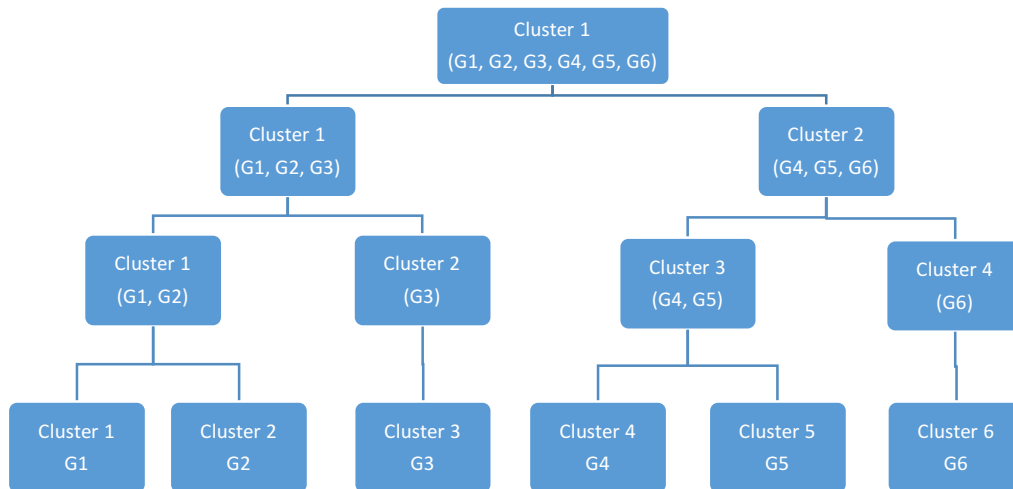 Cluster 1
(G1, G2, G3, G4, G5, G6)
Cluster 1
(G1, G2, G3)
Cluster 2
(G4, G5, G6)
Cluster 1
(G1, G2)
Cluster 2
(G3)
Cluster 3
(G4, G5)
Cluster 4
(G6)
Cluster 1
G1
Cluster 2
G2
Cluster 3
G3
Cluster 4
G4
Cluster 5
G5
Cluster 6
G6